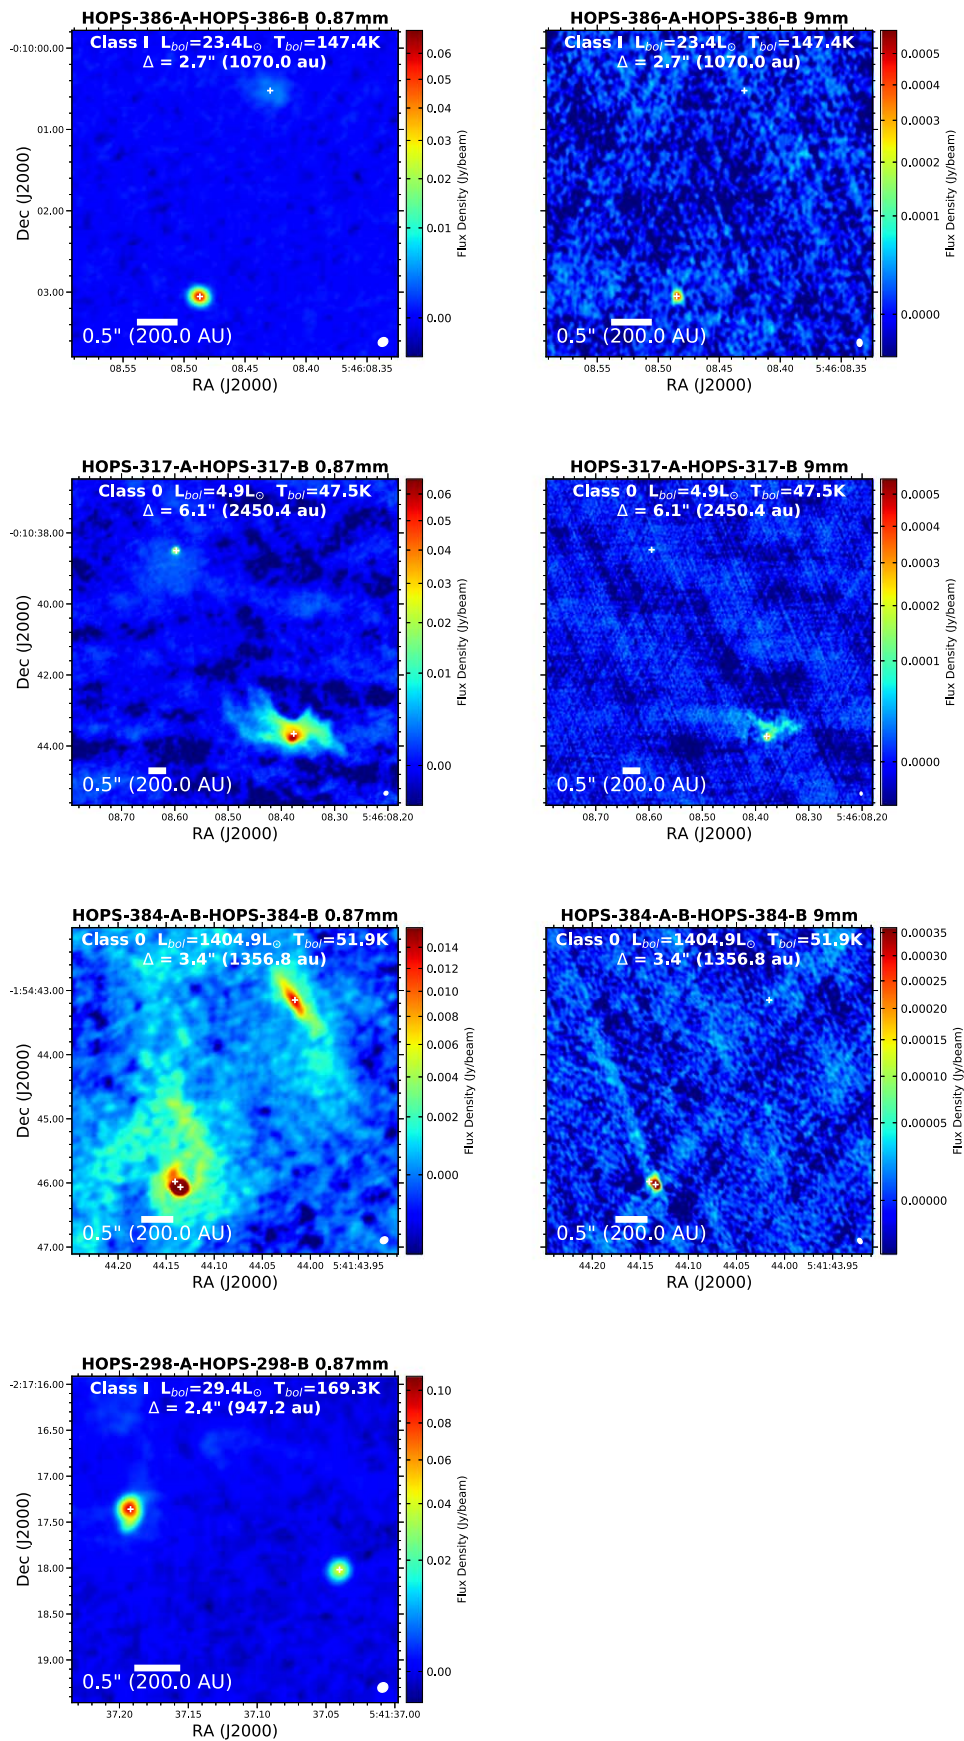 HOPS-386-A-HOPS-386-B 0.87mm
Class I L_bol=23.4L⊙ T_bol=147.4K
Δ = 2.7" (1070.0 au)
-0:10:00.00
01.00
02.00
03.00
Dec (J2000)
0.5" (200.0 AU)
08.55 08.50 08.45 08.40 5:46:08.35
RA (J2000)
0.06
0.05
0.04
0.03
0.02
0.01
0.00
Flux Density (Jy/beam)
HOPS-386-A-HOPS-386-B 9mm
Class I L_bol=23.4L⊙ T_bol=147.4K
Δ = 2.7" (1070.0 au)
0.5" (200.0 AU)
08.55 08.50 08.45 08.40 5:46:08.35
RA (J2000)
0.0005
0.0004
0.0003
0.0002
0.0001
0.0000
Flux Density (Jy/beam)
HOPS-317-A-HOPS-317-B 0.87mm
Class 0 L_bol=4.9L⊙ T_bol=47.5K
Δ = 6.1" (2450.4 au)
-0:10:38.00
40.00
42.00
44.00
Dec (J2000)
0.5" (200.0 AU)
08.70 08.60 08.50 08.40 08.30 5:46:08.20
RA (J2000)
0.06
0.05
0.04
0.03
0.02
0.01
0.00
Flux Density (Jy/beam)
HOPS-317-A-HOPS-317-B 9mm
Class 0 L_bol=4.9L⊙ T_bol=47.5K
Δ = 6.1" (2450.4 au)
0.5" (200.0 AU)
08.70 08.60 08.50 08.40 08.30 5:46:08.20
RA (J2000)
0.0005
0.0004
0.0003
0.0002
0.0001
0.0000
Flux Density (Jy/beam)
HOPS-384-A-B-HOPS-384-B 0.87mm
Class 0 L_bol=1404.9L⊙ T_bol=51.9K
Δ = 3.4" (1356.8 au)
-1:54:43.00
44.00
45.00
46.00
47.00
Dec (J2000)
0.5" (200.0 AU)
44.20 44.15 44.10 44.05 44.00 5:41:43.95
RA (J2000)
0.014
0.012
0.010
0.008
0.006
0.004
0.002
0.000
Flux Density (Jy/beam)
HOPS-384-A-B-HOPS-384-B 9mm
Class 0 L_bol=1404.9L⊙ T_bol=51.9K
Δ = 3.4" (1356.8 au)
0.5" (200.0 AU)
44.20 44.15 44.10 44.05 44.00 5:41:43.95
RA (J2000)
0.00035
0.00030
0.00025
0.00020
0.00015
0.00010
0.00005
0.00000
Flux Density (Jy/beam)
HOPS-298-A-HOPS-298-B 0.87mm
Class I L_bol=29.4L⊙ T_bol=169.3K
Δ = 2.4" (947.2 au)
-2:17:16.00
16.50
17.00
17.50
18.00
18.50
19.00
Dec (J2000)
0.5" (200.0 AU)
37.20 37.15 37.10 37.05 5:41:37.00
RA (J2000)
0.10
0.08
0.06
0.04
0.02
0.00
Flux Density (Jy/beam)